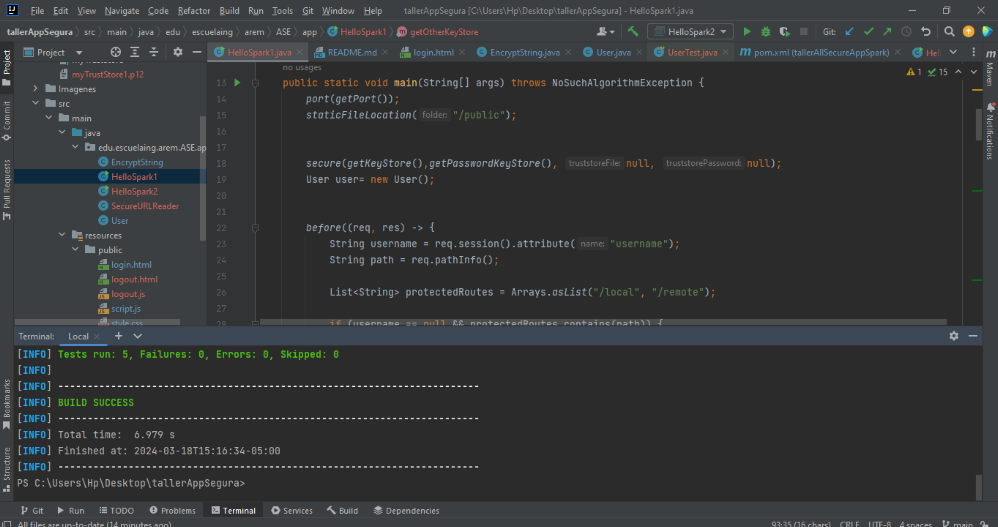 File Edit View Navigate Code Refactor Build Run Tools Git Window Help tallerAppSegura [C:\Users\Hp\Desktop\tallerAppSegura] - HelloSpark1.java
tallerAppSegura src main java edu escuelaing arem ASE app HelloSpark1 getOtherKeyStore HelloSpark2 Git:
Project HelloSpark1.java README.md login.html EncryptString.java User.java UserTest.java pom.xml (tallerAllSecureAppSpark)
myTrustStore1.p12
Imagenes
src
main
java
edu.escuelaing.arem.ASE.ap
EncryptString
HelloSpark1
HelloSpark2
SecureURLReader
User
resources
public
login.html
logout.html
logout.js
script.js
style.css
no usages
1 15
13 public static void main(String[] args) throws NoSuchAlgorithmException {
14 port(getPort());
15 staticFileLocation( folder: "/public");
16
17
18 secure(getKeyStore(),getPasswordKeyStore(), truststoreFile: null, truststorePassword: null);
19 User user= new User();
20
21
22 before((req, res) -> {
23 String username = req.session().attribute( name: "username");
24 String path = req.pathInfo();
25
26 List<String> protectedRoutes = Arrays.asList("/local", "/remote");
27
28 if (username == null && protectedRoutes.contains(path)) {
Project
Commit
Pull Requests
Bookmarks
Structure
Maven
Notifications
Terminal: Local
[INFO] Tests run: 5, Failures: 0, Errors: 0, Skipped: 0
[INFO]
[INFO] ------------------------------------------------------------------------
[INFO] BUILD SUCCESS
[INFO] ------------------------------------------------------------------------
[INFO] Total time:  6.979 s
[INFO] Finished at: 2024-03-18T15:16:34-05:00
[INFO] ------------------------------------------------------------------------
PS C:\Users\Hp\Desktop\tallerAppSegura>
Git Run TODO Problems Terminal Services Build Dependencies
All files are up-to-date (14 minutes ago) 93:35 (16 chars) CRLF UTF-8 4 spaces main